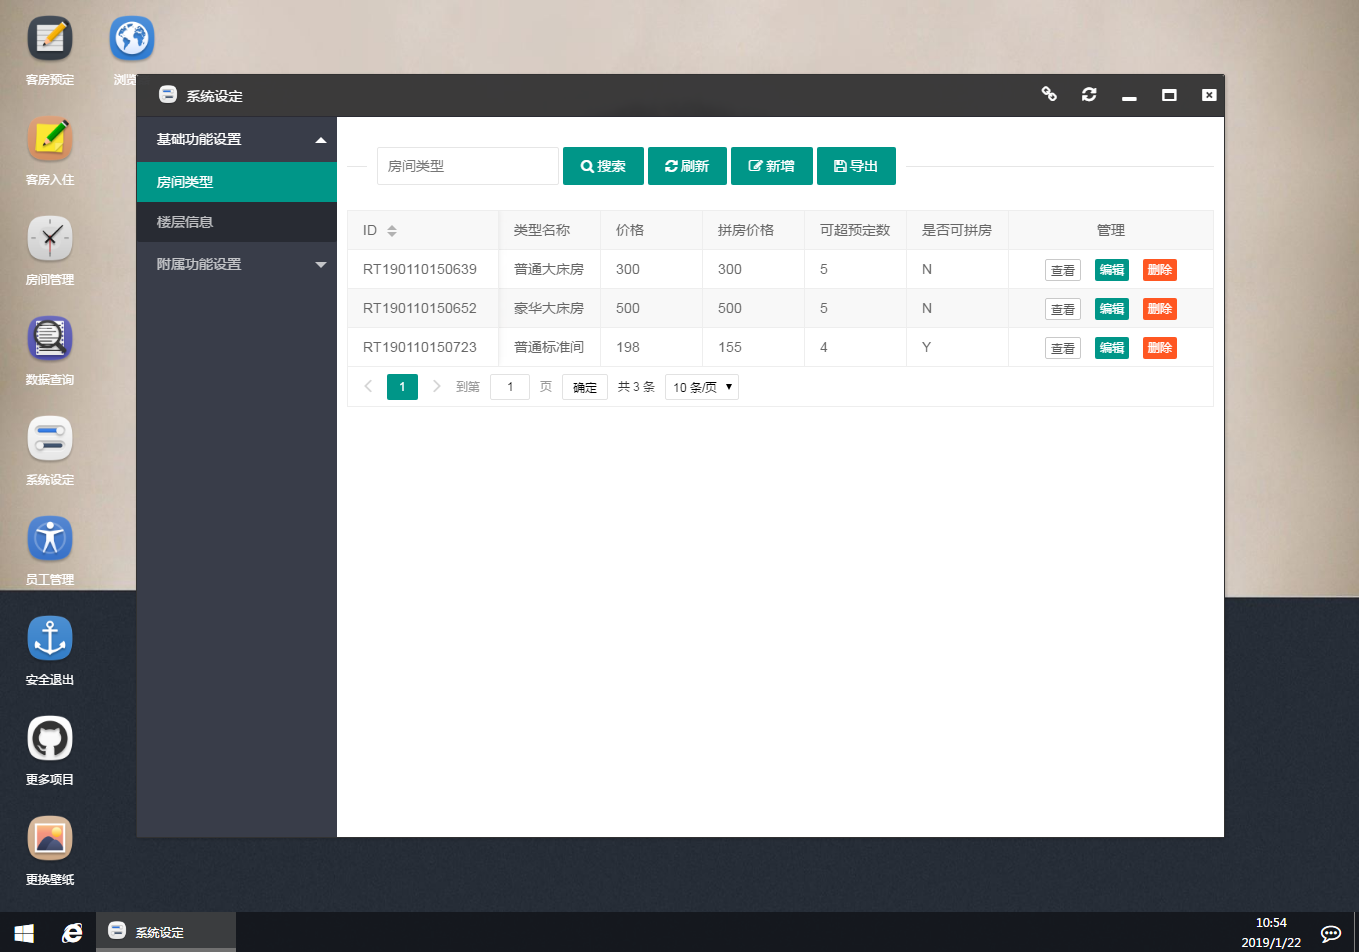 客房预定
浏览
客房入住
房间管理
数据查询
系统设定
员工管理
安全退出
更多项目
更换壁纸
系统设定
基础功能设置
房间类型
楼层信息
附属功能设置
房间类型 搜索 刷新 新增 导出
ID 类型名称 价格 拼房价格 可超预定数 是否可拼房 管理
RT190110150639 普通大床房 300 300 5 N 查看 编辑 删除
RT190110150652 豪华大床房 500 500 5 N 查看 编辑 删除
RT190110150723 普通标准间 198 155 4 Y 查看 编辑 删除
1 到第 1 页 确定 共 3 条 10 条/页
系统设定
10:54
2019/1/22